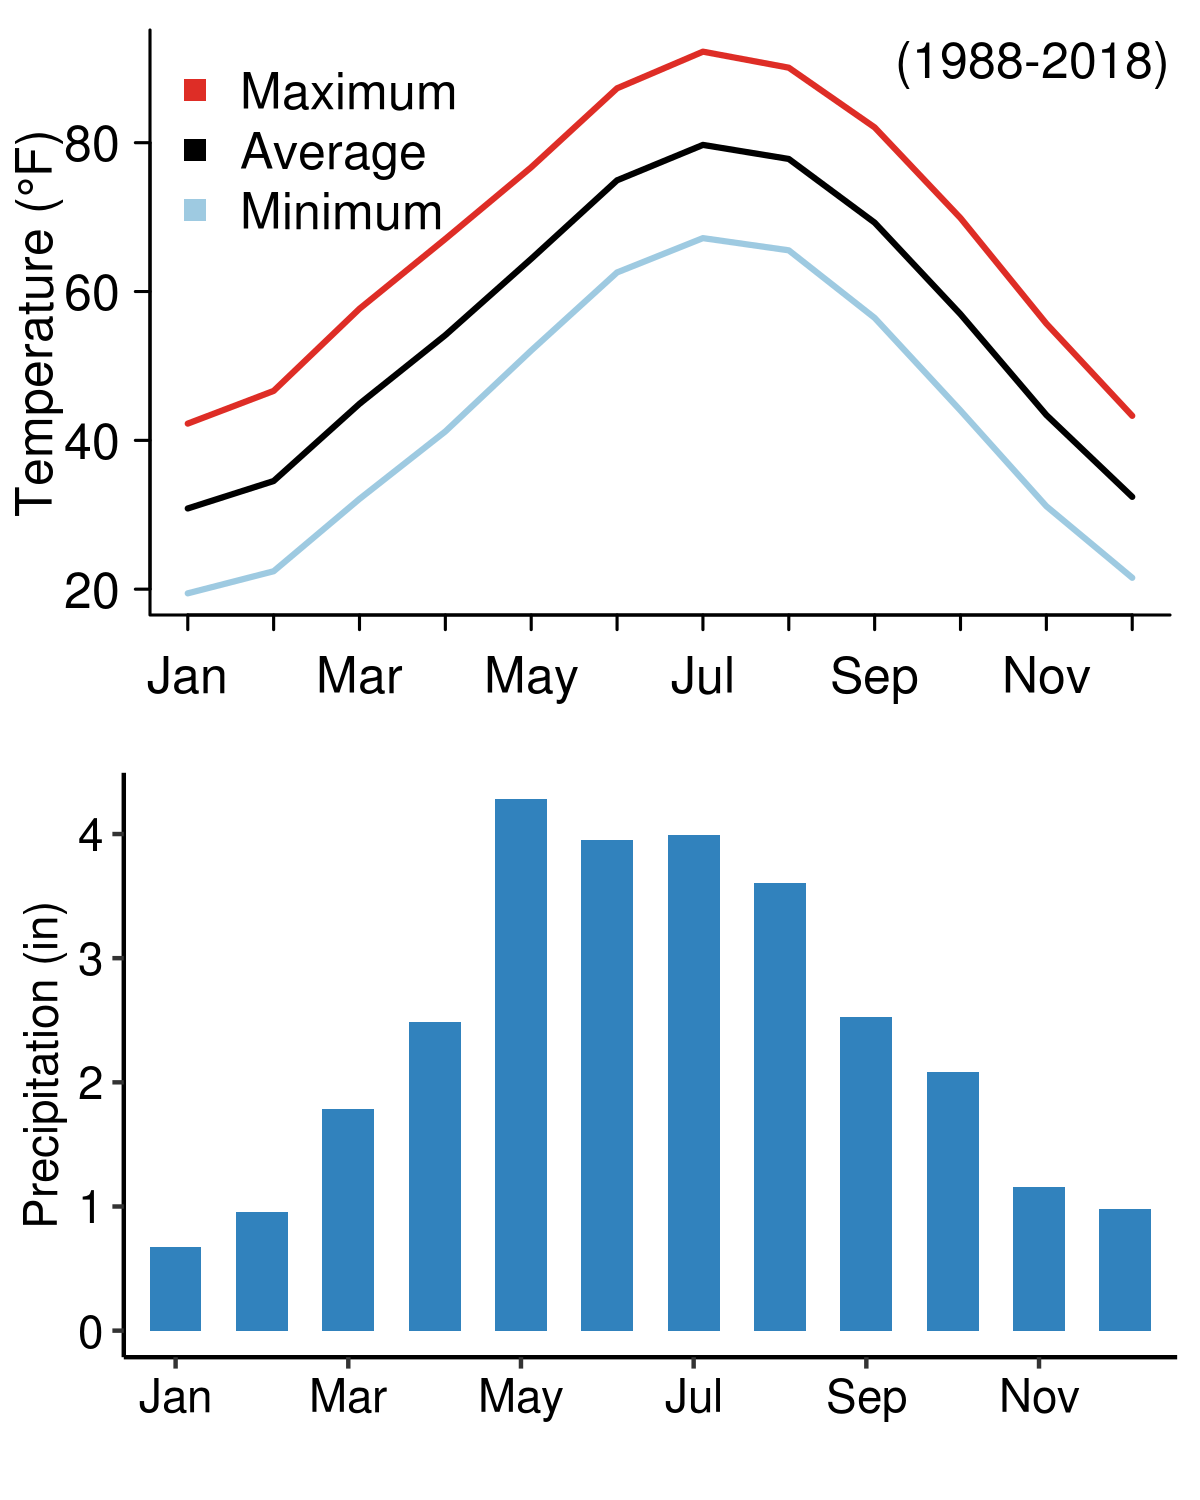 (1988-2018)
Maximum
Average
Minimum
Temperature (°F)
80
60
40
20
Jan Mar May Jul Sep Nov
Precipitation (in)
4
3
2
1
0
Jan Mar May Jul Sep Nov